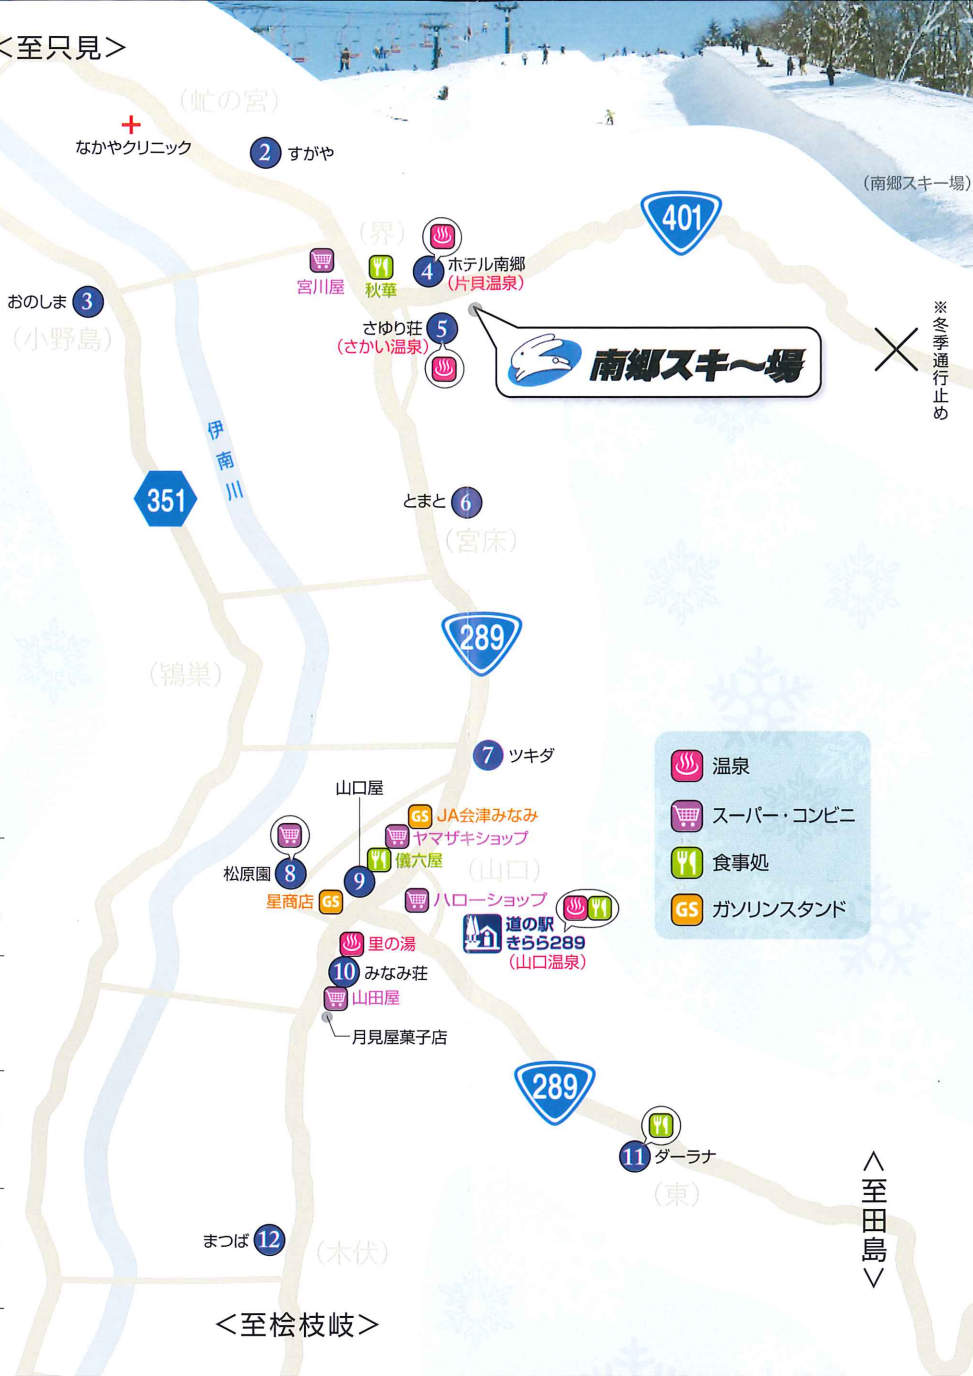 <至只見>
(虻の宮)
なかやクリニック
2 すがや
(南郷スキー場)
401
(界)
宮川屋
秋華
4 ホテル南郷
(片貝温泉)
おのしま 3
(小野島)
さゆり荘 5
(さかい温泉)
南郷スキ〜場
※冬季通行止め
伊南川
351
とまと 6
(宮床)
289
(鴇巣)
7 ツキダ
山口屋
9
GS JA会津みなみ
ヤマザキショップ
儀六屋
(山口)
松原園 8
星商店 GS
ハローショップ
道の駅
きらら289
(山口温泉)
里の湯
10 みなみ荘
山田屋
月見屋菓子店
温泉
スーパー・コンビニ
食事処
GS ガソリンスタンド
289
11 ダーラナ
(東)
<至田島>
まつば 12
(木伏)
<至桧枝岐>